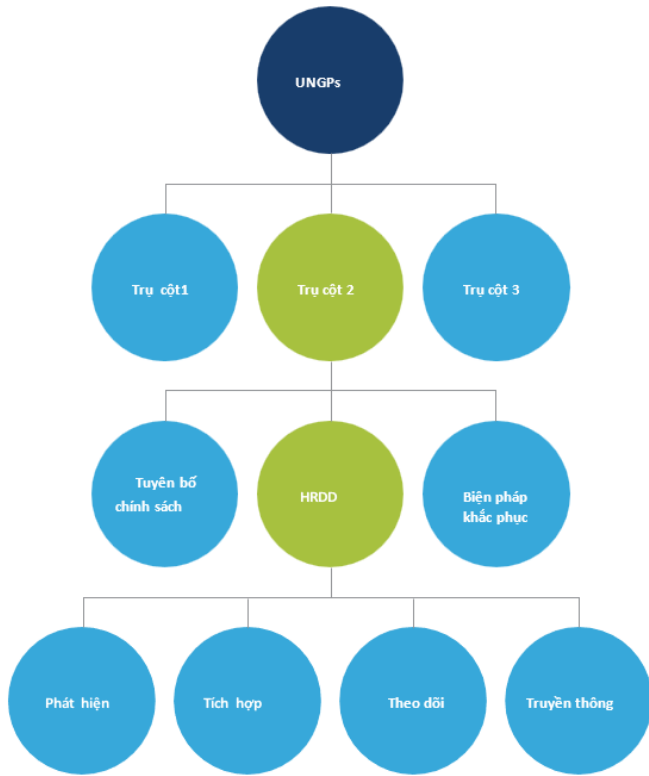 UNGPs
Trụ cột1
Trụ cột 2
Trụ cột 3
Tuyên bố
chính sách
HRDD
Biện pháp
khắc phục
Phát hiện
Tích hợp
Theo dõi
Truyền thông